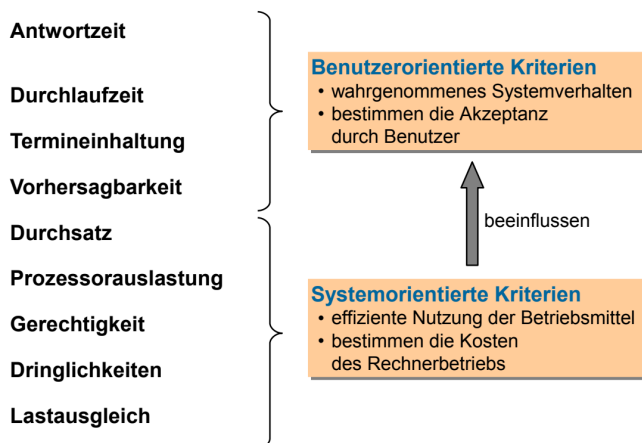 Antwortzeit
Durchlaufzeit
Termineinhaltung
Vorhersagbarkeit
Durchsatz
Prozessorauslastung
Gerechtigkeit
Dringlichkeiten
Lastausgleich
Benutzerorientierte Kriterien
• wahrgenommenes Systemverhalten
• bestimmen die Akzeptanz
durch Benutzer
beeinflussen
Systemorientierte Kriterien
• effiziente Nutzung der Betriebsmittel
• bestimmen die Kosten
des Rechnerbetriebs